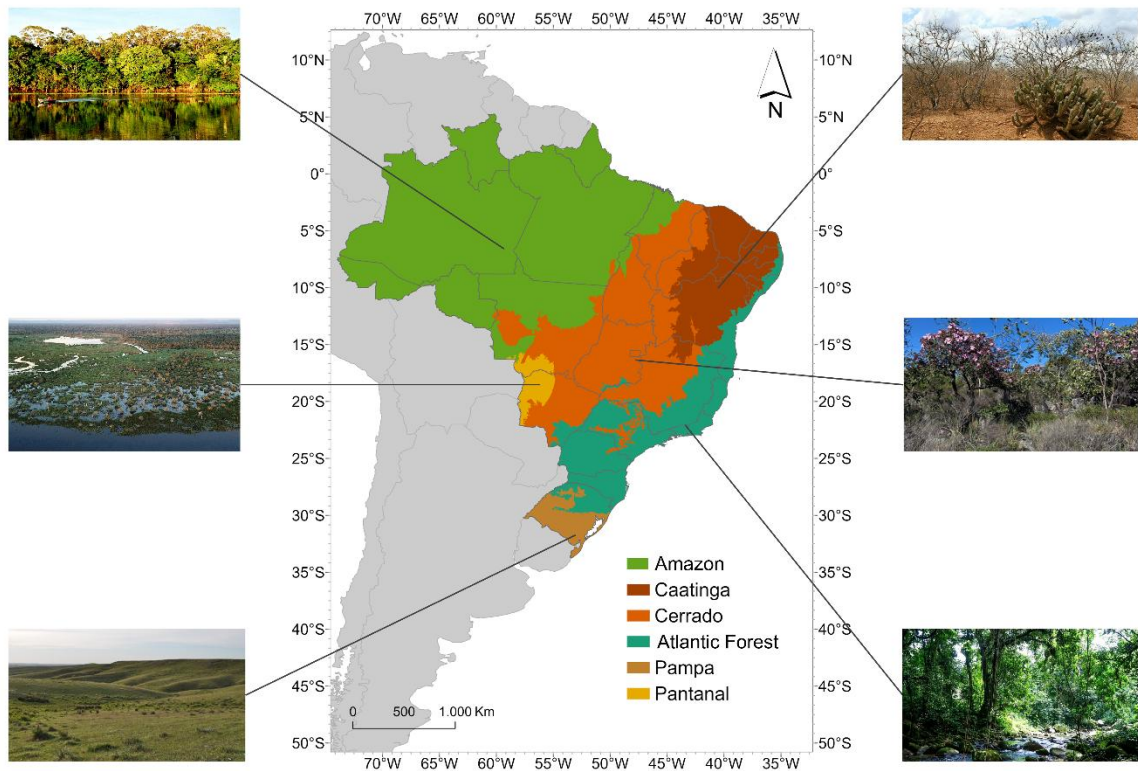 70°W 65°W 60°W 55°W 50°W 45°W 40°W 35°W
10°N 10°N
N
5°N 5°N
0° 0°
5°S 5°S
10°S 10°S
15°S 15°S
20°S 20°S
25°S 25°S
30°S 30°S
35°S 35°S
40°S 40°S
45°S 45°S
50°S 50°S
Amazon
Caatinga
Cerrado
Atlantic Forest
Pampa
Pantanal
0 500 1.000 Km
70°W 65°W 60°W 55°W 50°W 45°W 40°W 35°W